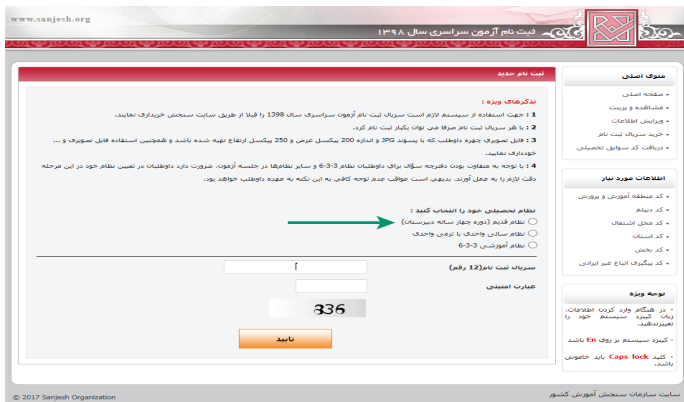 www.sanjesh.org
ثبت نام آزمون سراسری سال ۱۳۹۸
منوی اصلی
صفحه اصلی
مشاهده و پرینت
ویرایش اطلاعات
خرید سریال ثبت نام
دریافت کد سوابق تحصیلی
اطلاعات مورد نیاز
کد منطقه آموزش و پرورش
کد دیپلم
کد محل اشتغال
کد استان
کد بخش
کد پیگیری اتباع غیر ایرانی
توجه ویژه
- در هنگام وارد کردن اطلاعات،
زبان کیبرد سیستم خود را
تغییر ندهید.
- کیبرد سیستم بر روی En باشد
- کلید Caps lock باید خاموش
باشد.
ثبت نام جدید
تذکرهای ویژه :
1 : جهت استفاده از سیستم لازم است سریال ثبت نام آزمون سراسری سال 1398 را قبلا از طریق سایت سنجش خریداری نمایند.
2 : با هر سریال ثبت نام صرفا می توان یکبار ثبت نام کرد.
3 : فایل تصویری چهره داوطلب که با پسوند JPG و اندازه 200 پیکسل عرض و 250 پیکسل ارتفاع تهیه شده باشد و همچنین استفاده فایل تصویری و ...
خودداری نمایید.
4 : با توجه به متفاوت بودن دفترچه سؤال برای داوطلبان نظام 3-3-6 و سایر نظام‌ها در جلسه آزمون، ضرورت دارد داوطلبان در تعیین نظام خود در این مرحله
دقت لازم را به عمل آورند. بدیهی است عواقب عدم توجه کافی به این نکته به عهده داوطلب خواهد بود.
نظام تحصیلی خود را انتخاب کنید :
نظام قدیم (دوره چهار ساله دبیرستان)
نظام سالی واحدی یا ترمی واحدی
نظام آموزشی 3-3-6
سریال ثبت نام(12 رقم)
عبارت امنیتی
336
تایید
© 2017 Sanjesh Organization
سایت سازمان سنجش آموزش کشور